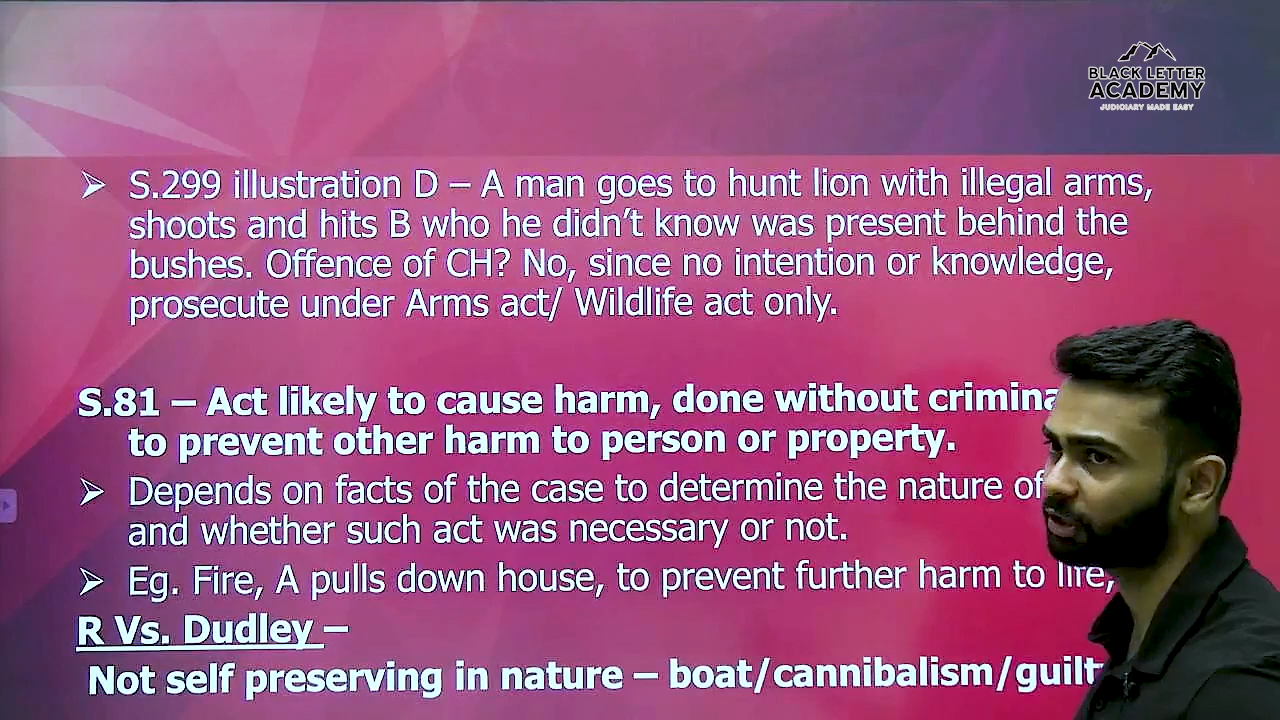 BLACK LETTER
ACADEMY
JUDICIARY MADE EASY
➢ S.299 illustration D – A man goes to hunt lion with illegal arms,
shoots and hits B who he didn't know was present behind the
bushes. Offence of CH? No, since no intention or knowledge,
prosecute under Arms act/ Wildlife act only.
S.81 – Act likely to cause harm, done without crimina
to prevent other harm to person or property.
➢ Depends on facts of the case to determine the nature of
and whether such act was necessary or not.
➢ Eg. Fire, A pulls down house, to prevent further harm to life,
R Vs. Dudley –
Not self preserving in nature – boat/cannibalism/guilt